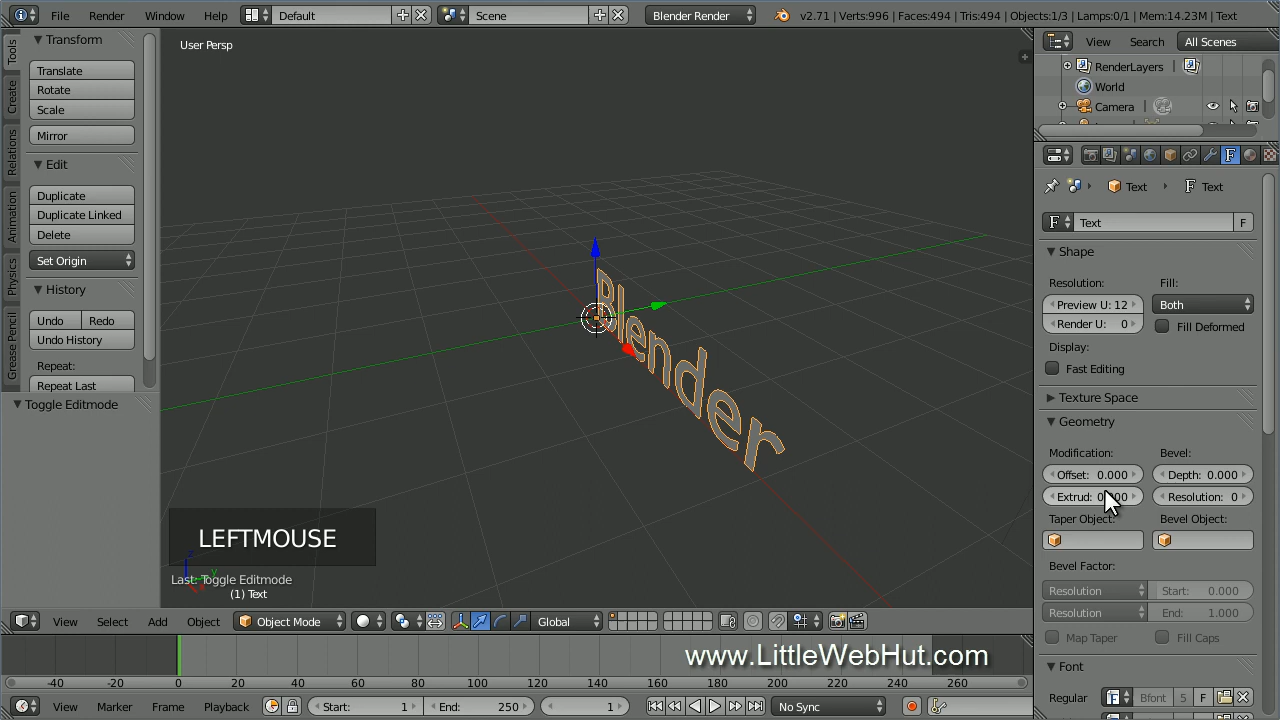 File Render Window Help Default Scene Blender Render v2.71 | Verts:996 | Faces:494 | Tris:494 | Objects:1/3 | Lamps:0/1 | Mem:14.23M | Text
Tools
Create
Relations
Animation
Physics
Grease Pencil
Transform
Translate
Rotate
Scale
Mirror
Edit
Duplicate
Duplicate Linked
Delete
Set Origin
History
Undo Redo
Undo History
Repeat:
Repeat Last
Toggle Editmode
User Persp
Blender
LEFTMOUSE
Last: Toggle Editmode
(1) Text
View Select Add Object Object Mode Global
www.LittleWebHut.com
-40 -20 0 20 40 60 80 100 120 140 160 180 200 220 240 260
View Marker Frame Playback Start: 1 End: 250 1 No Sync
View Search All Scenes
RenderLayers
World
Camera
Text Text
F Text F
Shape
Resolution: Fill:
Preview U: 12 Both
Render U: 0 Fill Deformed
Display:
Fast Editing
Texture Space
Geometry
Modification: Bevel:
Offset: 0.000 Depth: 0.000
Extrud: Resolution: 0
Taper Object: Bevel Object:
Bevel Factor:
Resolution Start: 0.000
Resolution End: 1.000
Map Taper Fill Caps
Font
Regular Bfont 5 F